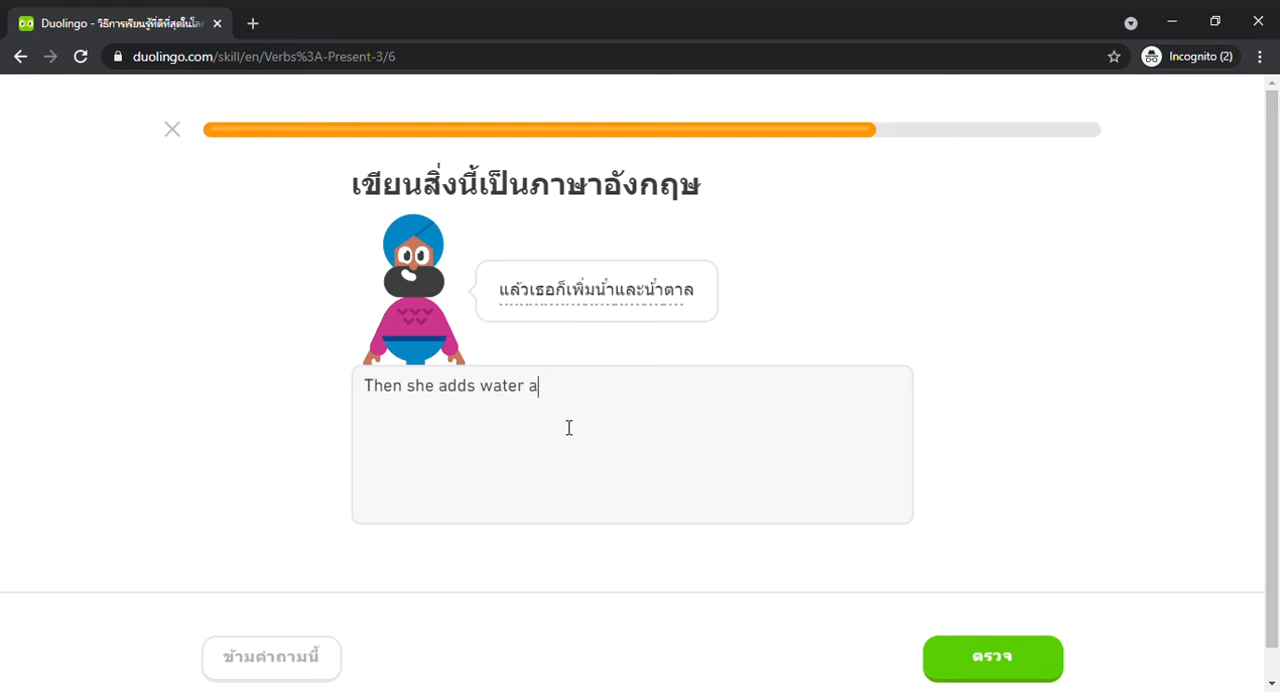 Duolingo - วิธีการเรียนรู้ที่ดีที่สุดในโล
duolingo.com/skill/en/Verbs%3A-Present-3/6
Incognito (2)
เขียนสิ่งนี้เป็นภาษาอังกฤษ
แล้วเธอก็เพิ่มน้ำและน้ำตาล
Then she adds water a
ข้ามคำถามนี้
ตรวจ